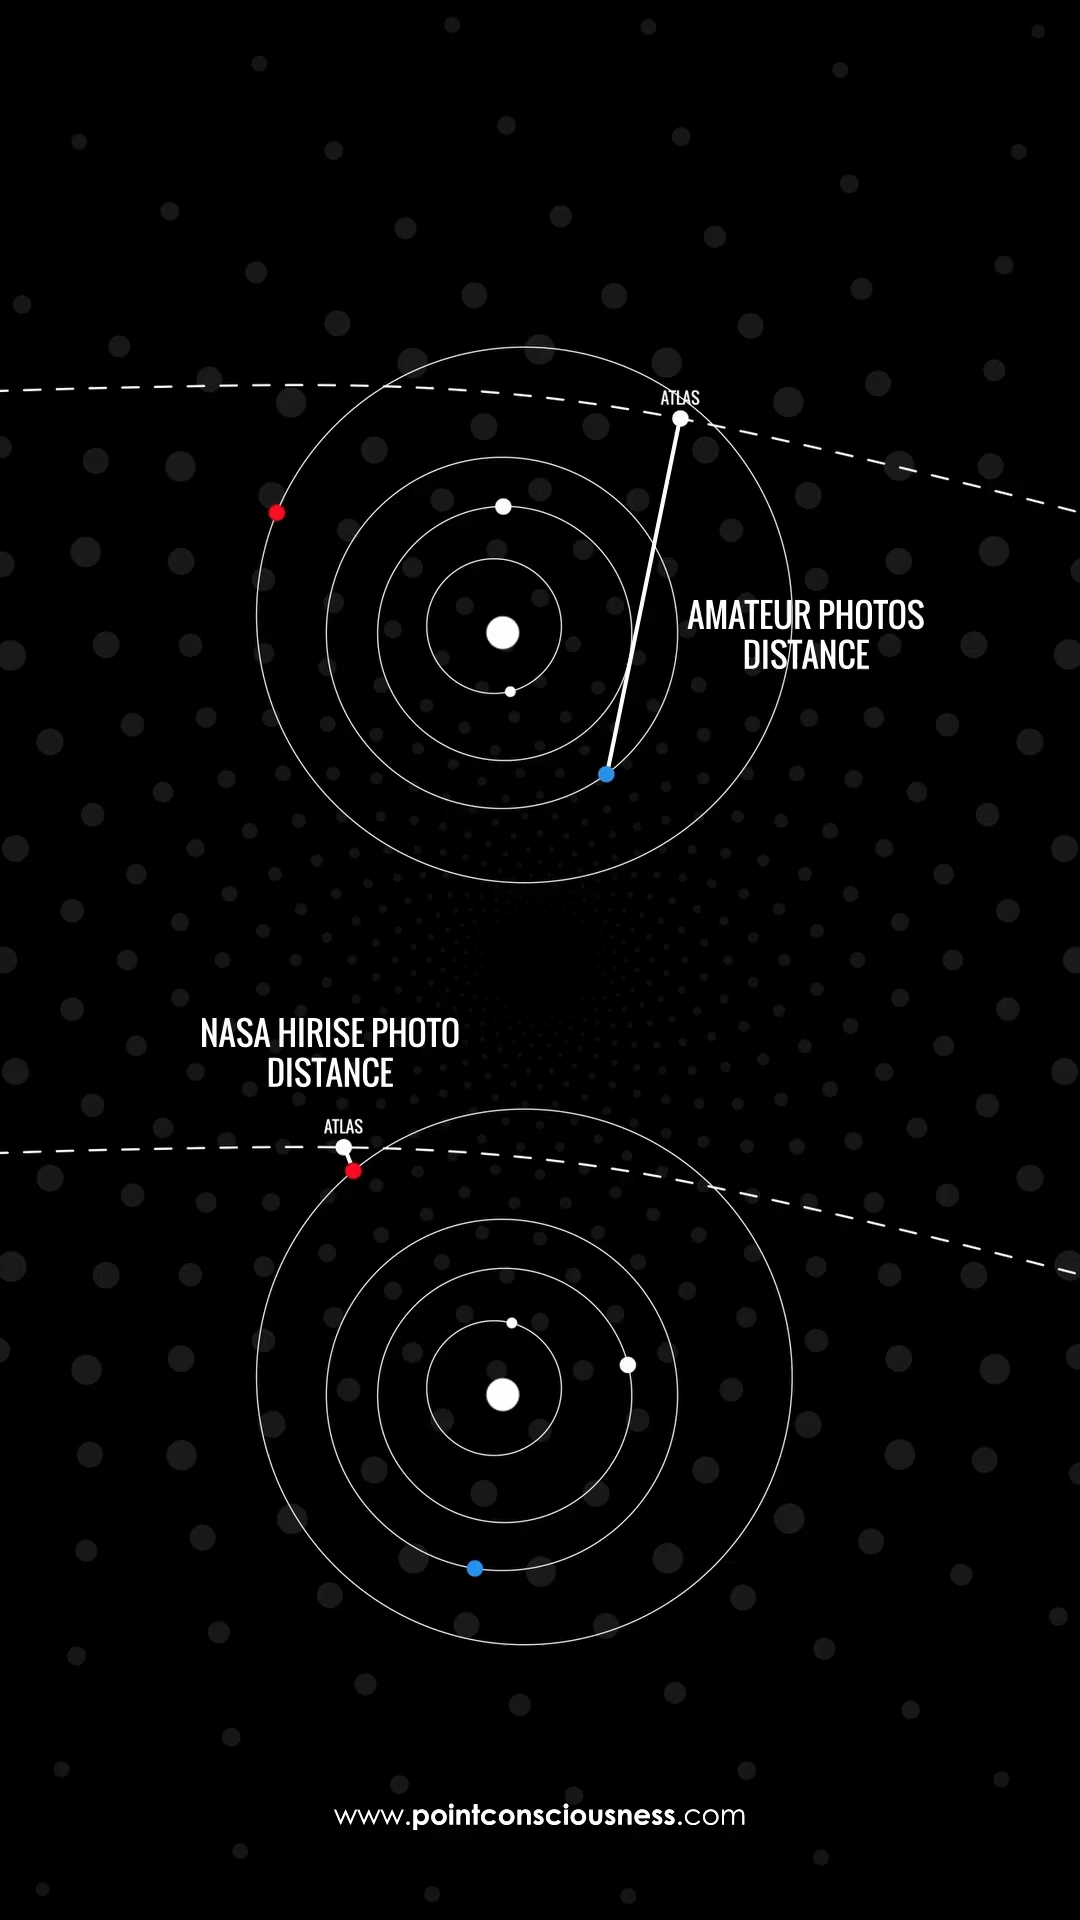 ATLAS
AMATEUR PHOTOS
DISTANCE
NASA HIRISE PHOTO
DISTANCE
ATLAS
www.pointconsciousness.com